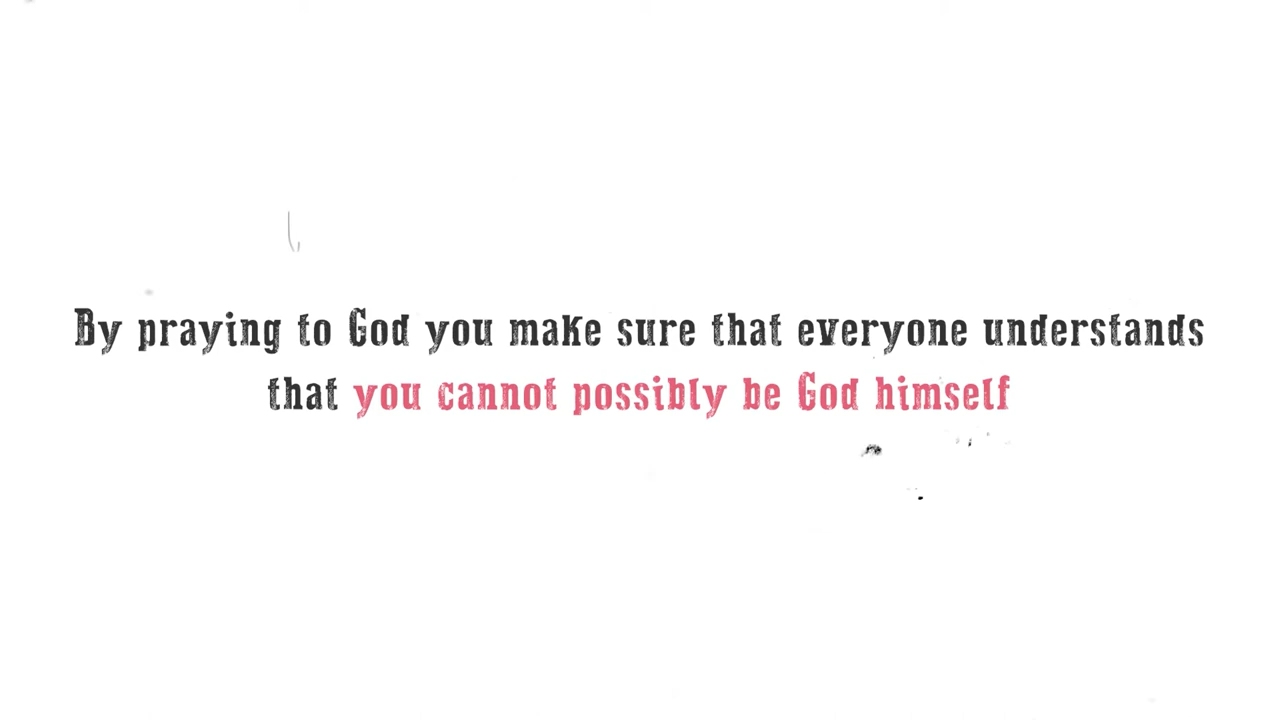 By praying to God you make sure that everyone understands
that you cannot possibly be God himself